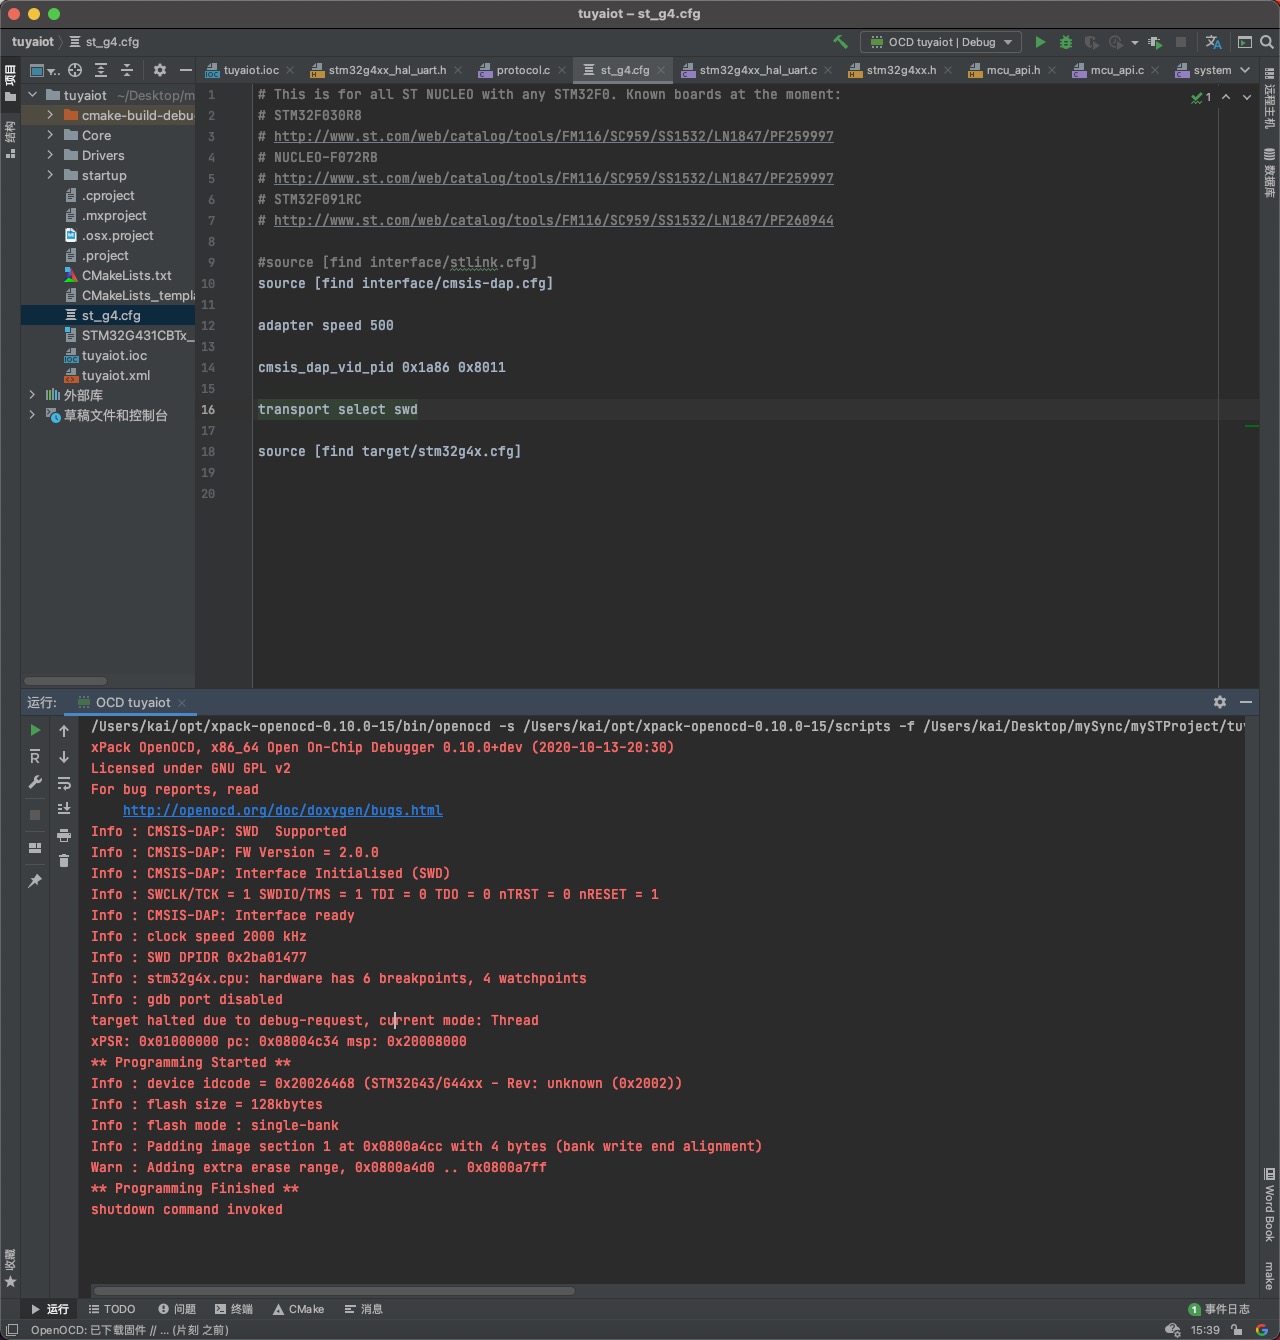 tuyaiot – st_g4.cfg
tuyaiot st_g4.cfg
OCD tuyaiot | Debug
tuyaiot.ioc stm32g4xx_hal_uart.h protocol.c st_g4.cfg stm32g4xx_hal_uart.c stm32g4xx.h mcu_api.h mcu_api.c system
项目
结构
收藏
tuyaiot ~/Desktop/m
cmake-build-debu
Core
Drivers
startup
.cproject
.mxproject
.osx.project
.project
CMakeLists.txt
CMakeLists_templa
st_g4.cfg
STM32G431CBTx_
tuyaiot.ioc
tuyaiot.xml
外部库
草稿文件和控制台
1 # This is for all ST NUCLEO with any STM32F0. Known boards at the moment:
2 # STM32F030R8
3 # http://www.st.com/web/catalog/tools/FM116/SC959/SS1532/LN1847/PF259997
4 # NUCLEO-F072RB
5 # http://www.st.com/web/catalog/tools/FM116/SC959/SS1532/LN1847/PF259997
6 # STM32F091RC
7 # http://www.st.com/web/catalog/tools/FM116/SC959/SS1532/LN1847/PF260944
8
9 #source [find interface/stlink.cfg]
10 source [find interface/cmsis-dap.cfg]
11
12 adapter speed 500
13
14 cmsis_dap_vid_pid 0x1a86 0x8011
15
16 transport select swd
17
18 source [find target/stm32g4x.cfg]
19
20
1
远程主机
数据库
Word Book
make
运行: OCD tuyaiot
/Users/kai/opt/xpack-openocd-0.10.0-15/bin/openocd -s /Users/kai/opt/xpack-openocd-0.10.0-15/scripts -f /Users/kai/Desktop/mySync/mySTProject/tuy
xPack OpenOCD, x86_64 Open On-Chip Debugger 0.10.0+dev (2020-10-13-20:30)
Licensed under GNU GPL v2
For bug reports, read
http://openocd.org/doc/doxygen/bugs.html
Info : CMSIS-DAP: SWD  Supported
Info : CMSIS-DAP: FW Version = 2.0.0
Info : CMSIS-DAP: Interface Initialised (SWD)
Info : SWCLK/TCK = 1 SWDIO/TMS = 1 TDI = 0 TDO = 0 nTRST = 0 nRESET = 1
Info : CMSIS-DAP: Interface ready
Info : clock speed 2000 kHz
Info : SWD DPIDR 0x2ba01477
Info : stm32g4x.cpu: hardware has 6 breakpoints, 4 watchpoints
Info : gdb port disabled
target halted due to debug-request, current mode: Thread
xPSR: 0x01000000 pc: 0x08004c34 msp: 0x20008000
** Programming Started **
Info : device idcode = 0x20026468 (STM32G43/G44xx - Rev: unknown (0x2002))
Info : flash size = 128kbytes
Info : flash mode : single-bank
Info : Padding image section 1 at 0x0800a4cc with 4 bytes (bank write end alignment)
Warn : Adding extra erase range, 0x0800a4d0 .. 0x0800a7ff
** Programming Finished **
shutdown command invoked
运行 TODO 问题 终端 CMake 消息 1 事件日志
OpenOCD: 已下载固件 // ... (片刻 之前) 15:39